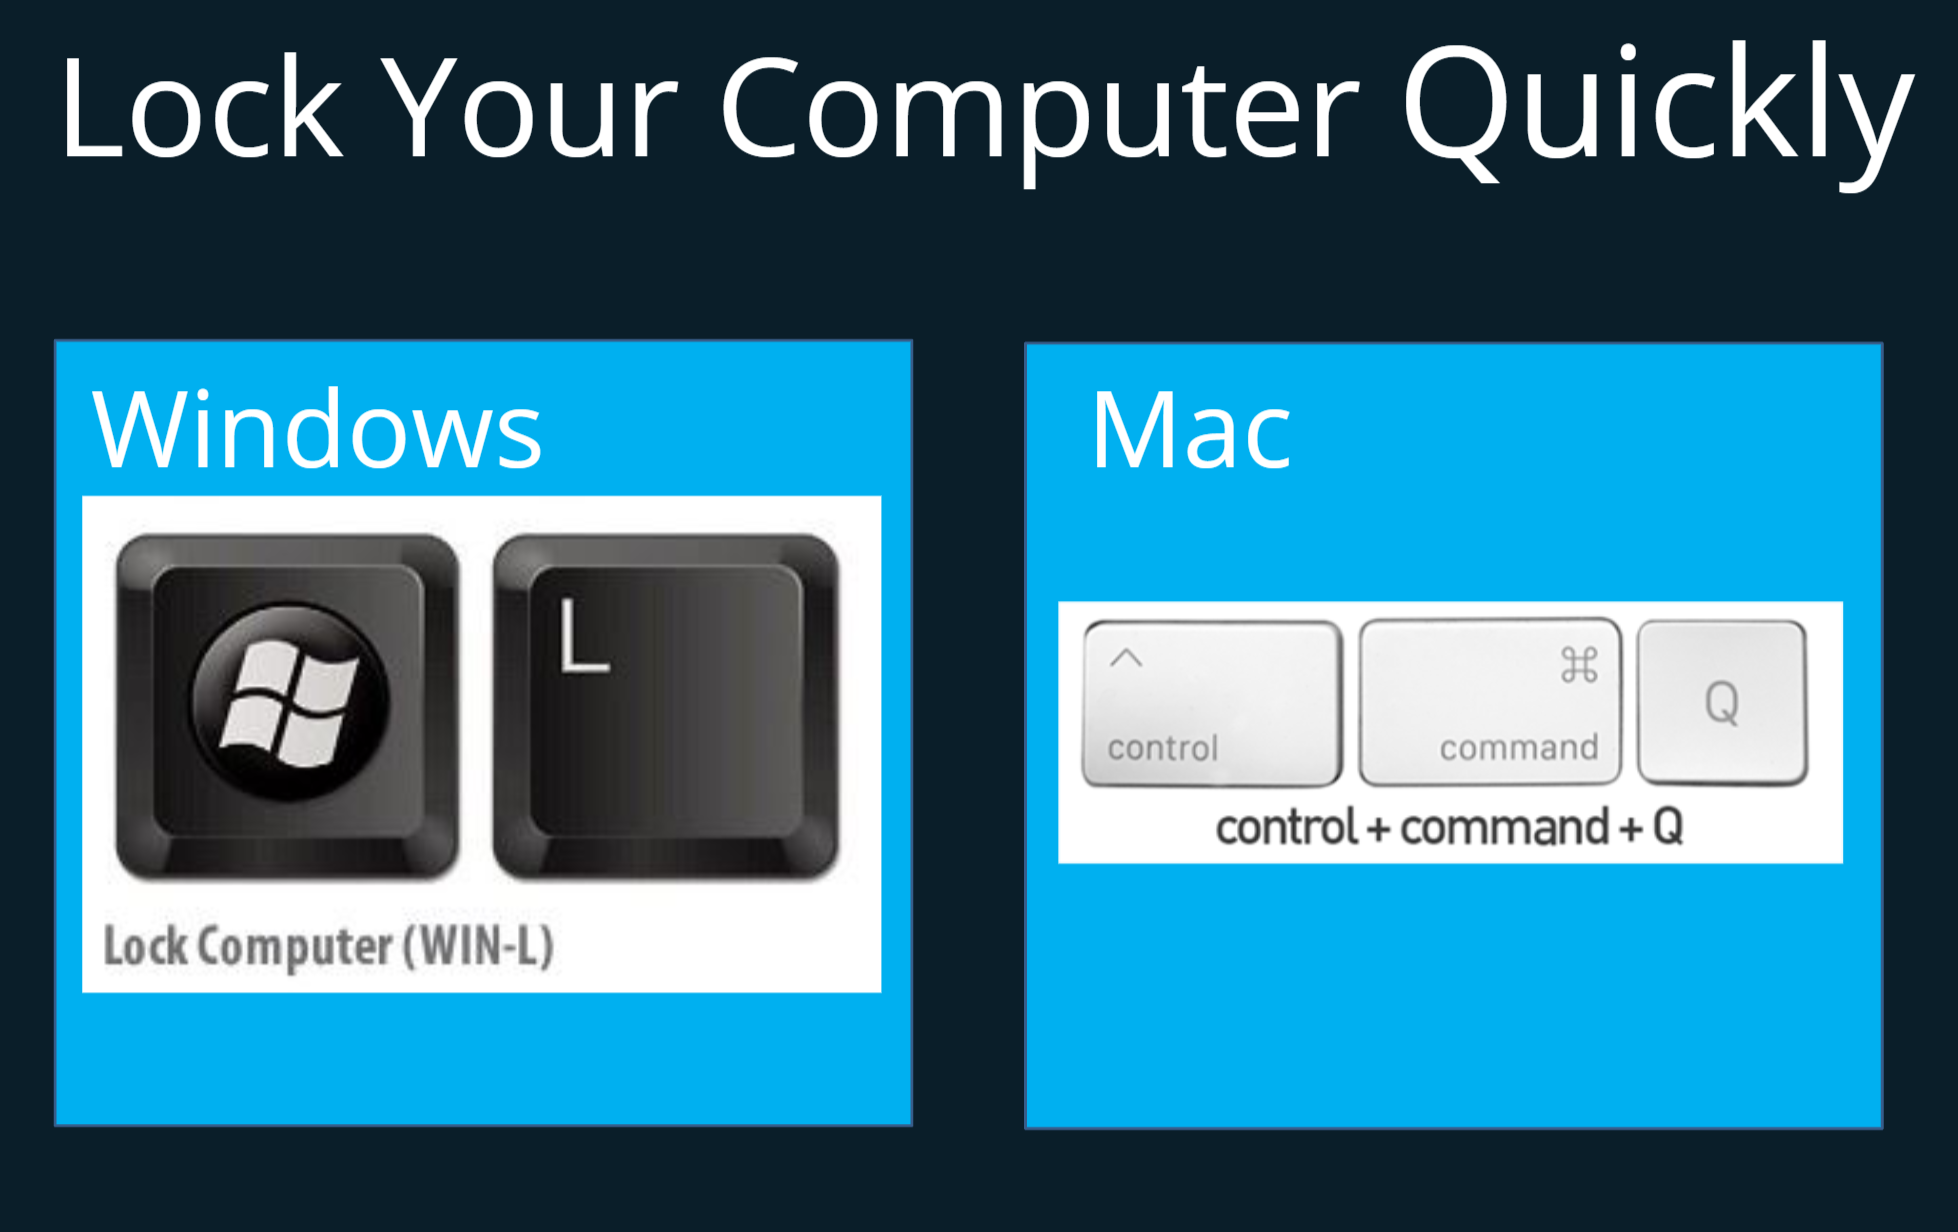 Lock Your Computer Quickly
Windows
L
Lock Computer (WIN-L)
Mac
^ ⌘
control command Q
control + command + Q